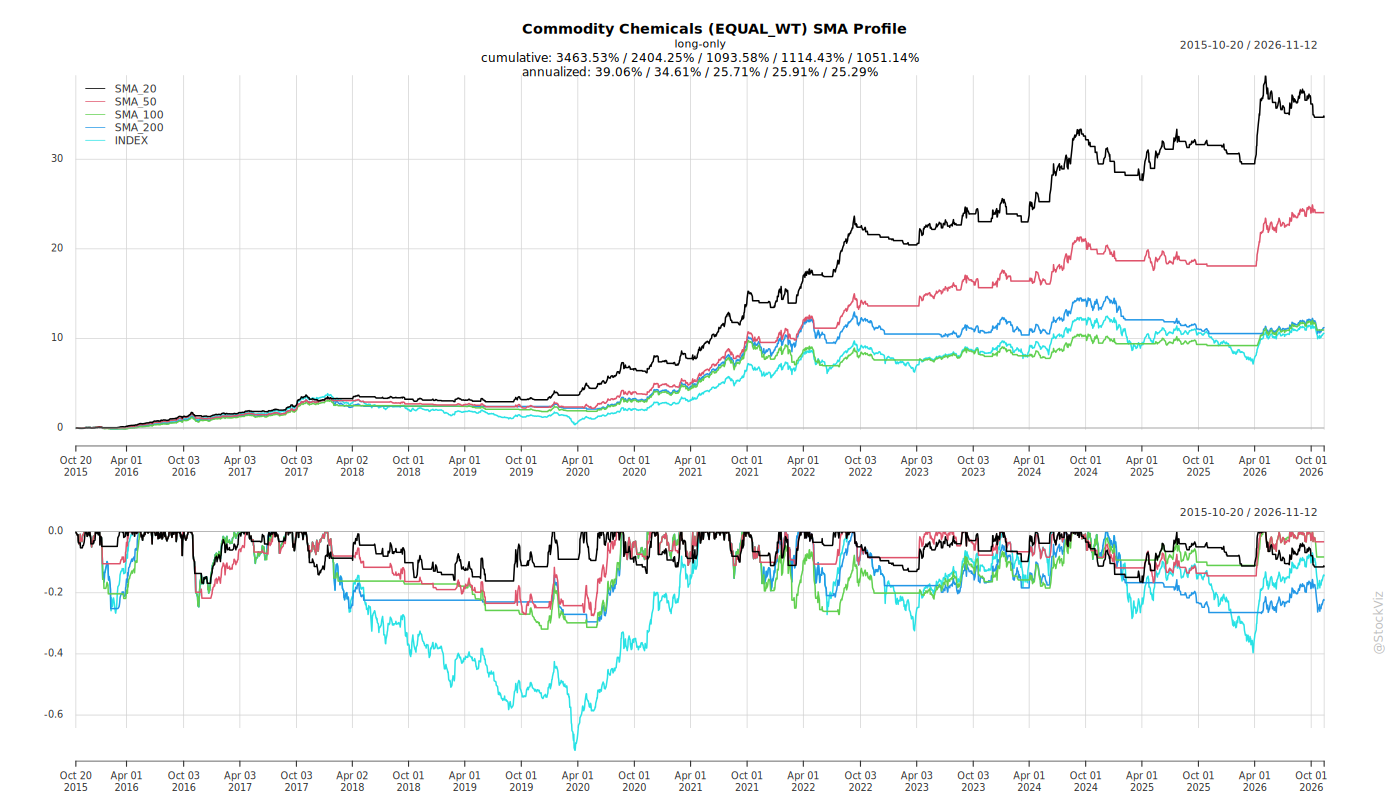 Commodity Chemicals (EQUAL_WT) SMA Profile
long-only
cumulative: 3463.53% / 2404.25% / 1093.58% / 1114.43% / 1051.14%
annualized: 39.06% / 34.61% / 25.71% / 25.91% / 25.29%
2015-10-20 / 2026-11-12
SMA_20
SMA_50
SMA_100
SMA_200
INDEX
30
20
10
0
Oct 20 Apr 01 Oct 03 Apr 03 Oct 03 Apr 02 Oct 01 Apr 01 Oct 01 Apr 01 Oct 01 Apr 01 Oct 01 Apr 01 Oct 03 Apr 03 Oct 03 Apr 01 Oct 01 Apr 01 Oct 01 Apr 01 Oct 01
2015 2016 2016 2017 2017 2018 2018 2019 2019 2020 2020 2021 2021 2022 2022 2023 2023 2024 2024 2025 2025 2026 2026
2015-10-20 / 2026-11-12
0.0
-0.2
-0.4
-0.6
Oct 20 Apr 01 Oct 03 Apr 03 Oct 03 Apr 02 Oct 01 Apr 01 Oct 01 Apr 01 Oct 01 Apr 01 Oct 01 Apr 01 Oct 03 Apr 03 Oct 03 Apr 01 Oct 01 Apr 01 Oct 01 Apr 01 Oct 01
2015 2016 2016 2017 2017 2018 2018 2019 2019 2020 2020 2021 2021 2022 2022 2023 2023 2024 2024 2025 2025 2026 2026
@StockViz